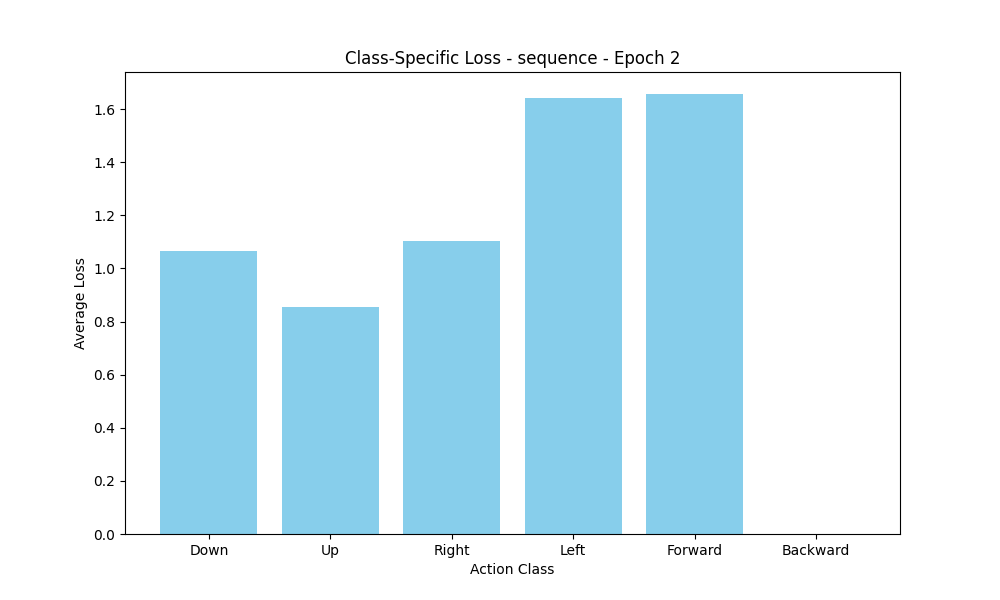 Class-Specific Loss - sequence - Epoch 2
Average Loss
1.6
1.4
1.2
1.0
0.8
0.6
0.4
0.2
0.0
Down Up Right Left Forward Backward
Action Class